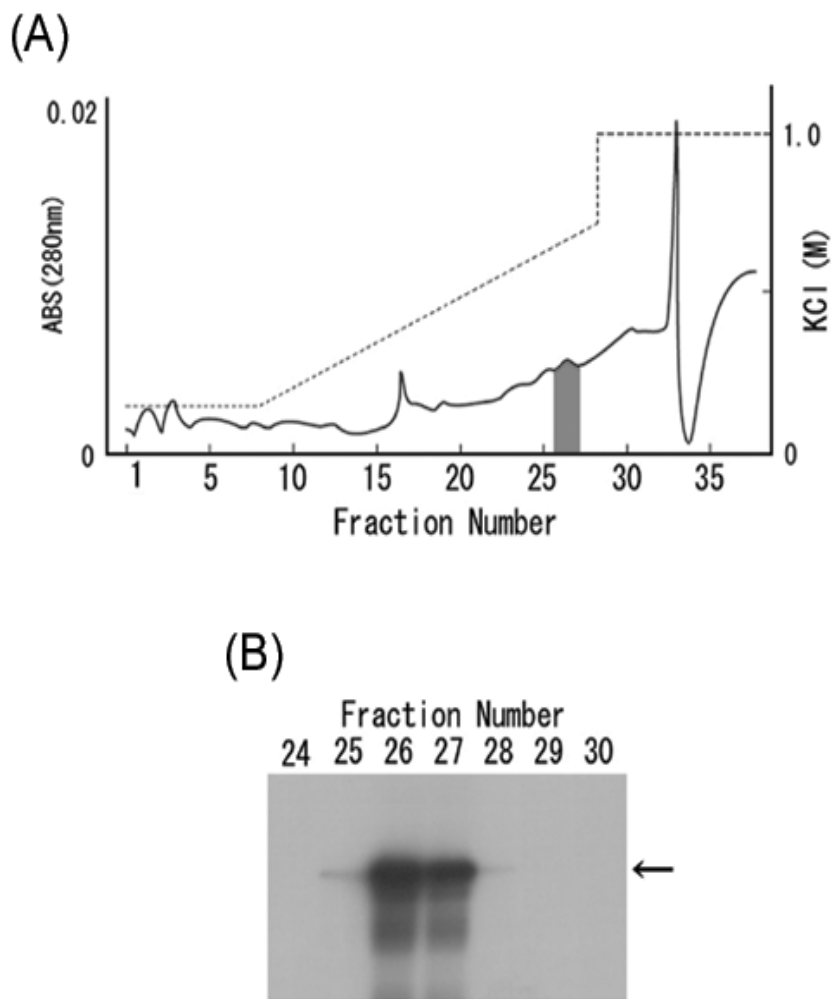 (A)
0.02
ABS(280nm)
0
1.0
KCl (M)
0
1 5 10 15 20 25 30 35
Fraction Number
(B)
Fraction Number
24 25 26 27 28 29 30
←